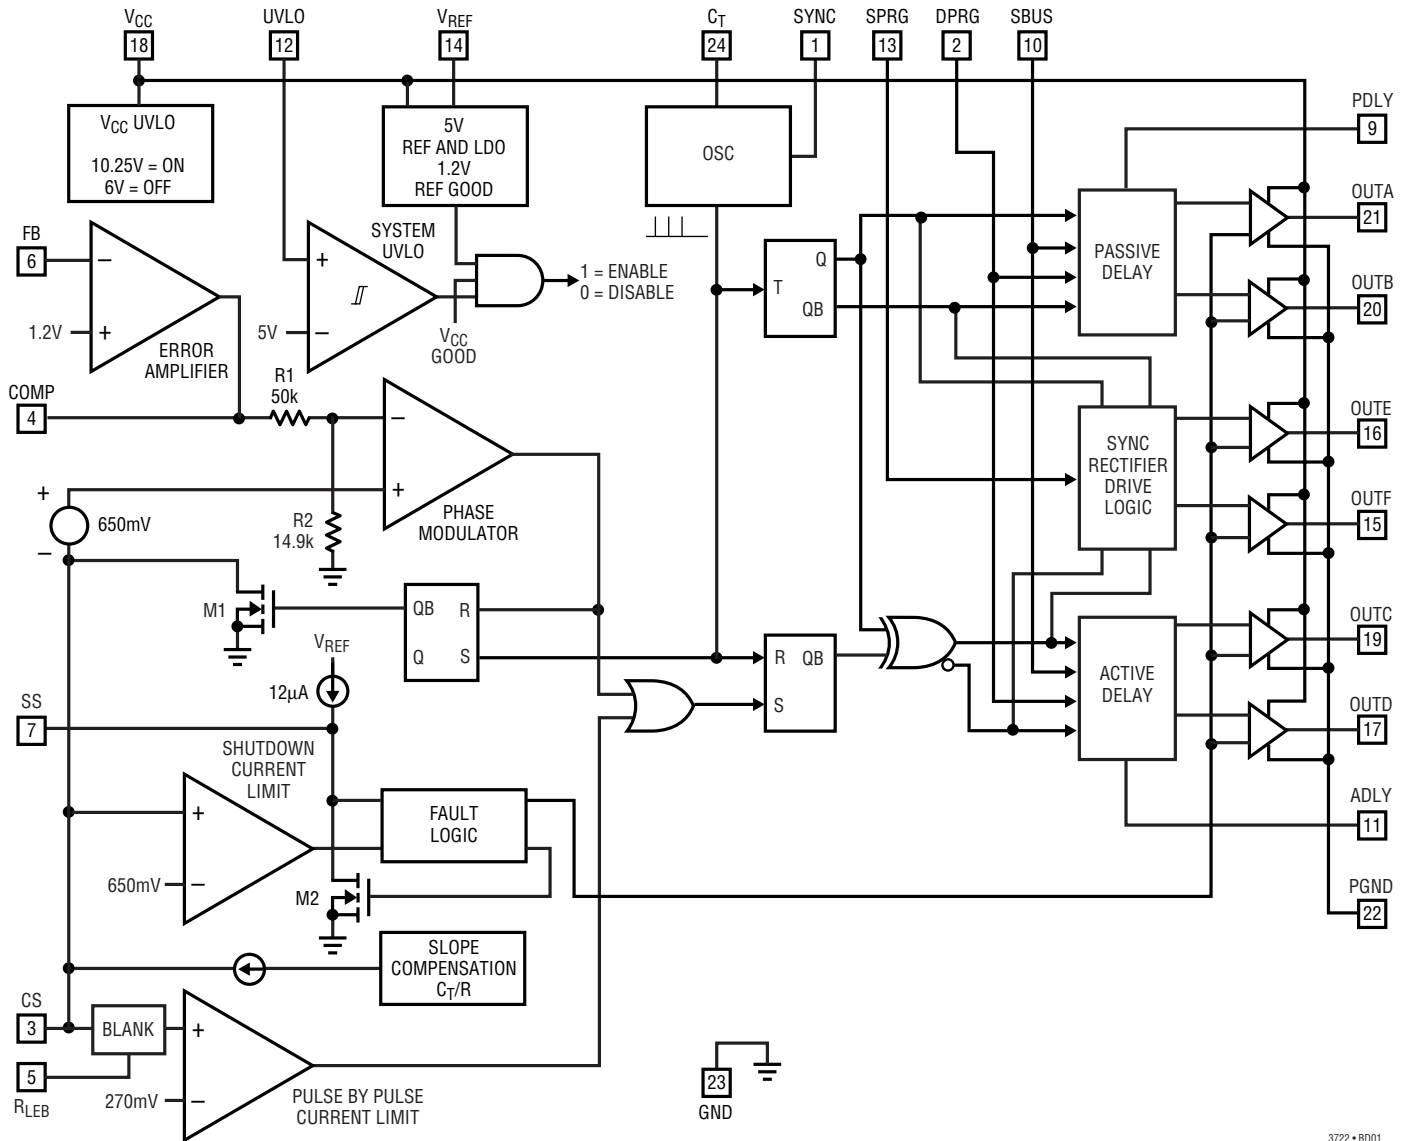 VCC
18
UVLO
12
VREF
14
CT
24
SYNC
1
SPRG
13
DPRG
2
SBUS
10
VCC UVLO
10.25V = ON
6V = OFF
5V
REF AND LDO
1.2V
REF GOOD
OSC
PDLY
9
FB
6
−
+
1.2V
ERROR
AMPLIFIER
SYSTEM
UVLO
+
−
5V
VCC
GOOD
1 = ENABLE
0 = DISABLE
T
Q
QB
PASSIVE
DELAY
OUTA
21
OUTB
20
COMP
4
R1
50k
−
+
PHASE
MODULATOR
R2
14.9k
+
650mV
−
SYNC
RECTIFIER
DRIVE
LOGIC
OUTE
16
OUTF
15
M1
QB
R
Q
S
R
QB
S
ACTIVE
DELAY
OUTC
19
OUTD
17
VREF
12µA
SS
7
SHUTDOWN
CURRENT
LIMIT
+
−
650mV
FAULT
LOGIC
M2
ADLY
11
PGND
22
SLOPE
COMPENSATION
CT/R
CS
3
BLANK
5
RLEB
+
−
270mV
PULSE BY PULSE
CURRENT LIMIT
23
GND
3722 • BD01